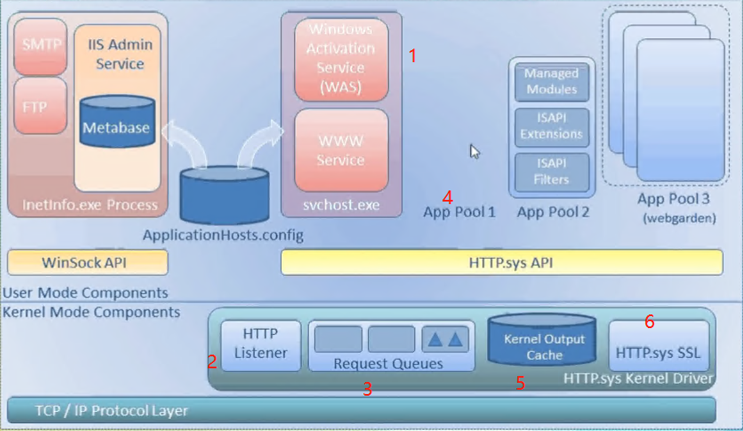 SMTP
FTP
IIS Admin
Service
Metabase
InetInfo.exe Process
ApplicationHosts.config
Windows
Activation
Service
(WAS)
WWW
Service
svchost.exe
1
4
App Pool 1
Managed
Modules
ISAPI
Extensions
ISAPI
Filters
App Pool 2
App Pool 3
(webgarden)
WinSock API
HTTP.sys API
User Mode Components
Kernel Mode Components
2
HTTP
Listener
Request Queues
3
Kernel Output
Cache
5
6
HTTP.sys SSL
HTTP.sys Kernel Driver
TCP / IP Protocol Layer